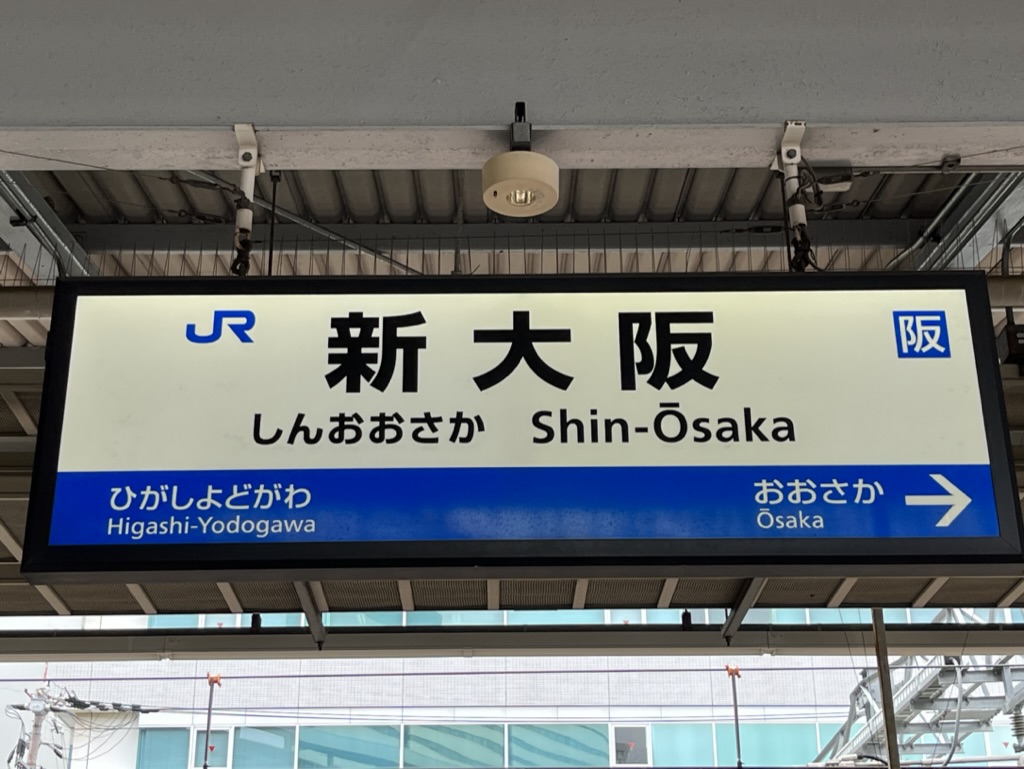 JR 新大阪 阪
しんおおさか Shin-Ōsaka
ひがしよどがわ
Higashi-Yodogawa
おおさか →
Ōsaka